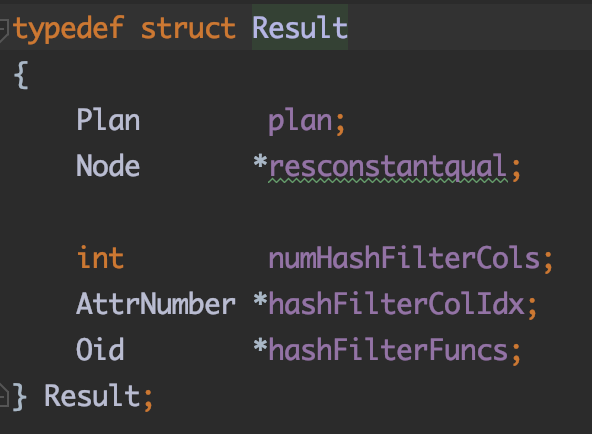 typedef struct Result
{
    Plan        plan;
    Node       *resconstantqual;

    int         numHashFilterCols;
    AttrNumber *hashFilterColIdx;
    Oid        *hashFilterFuncs;
} Result;